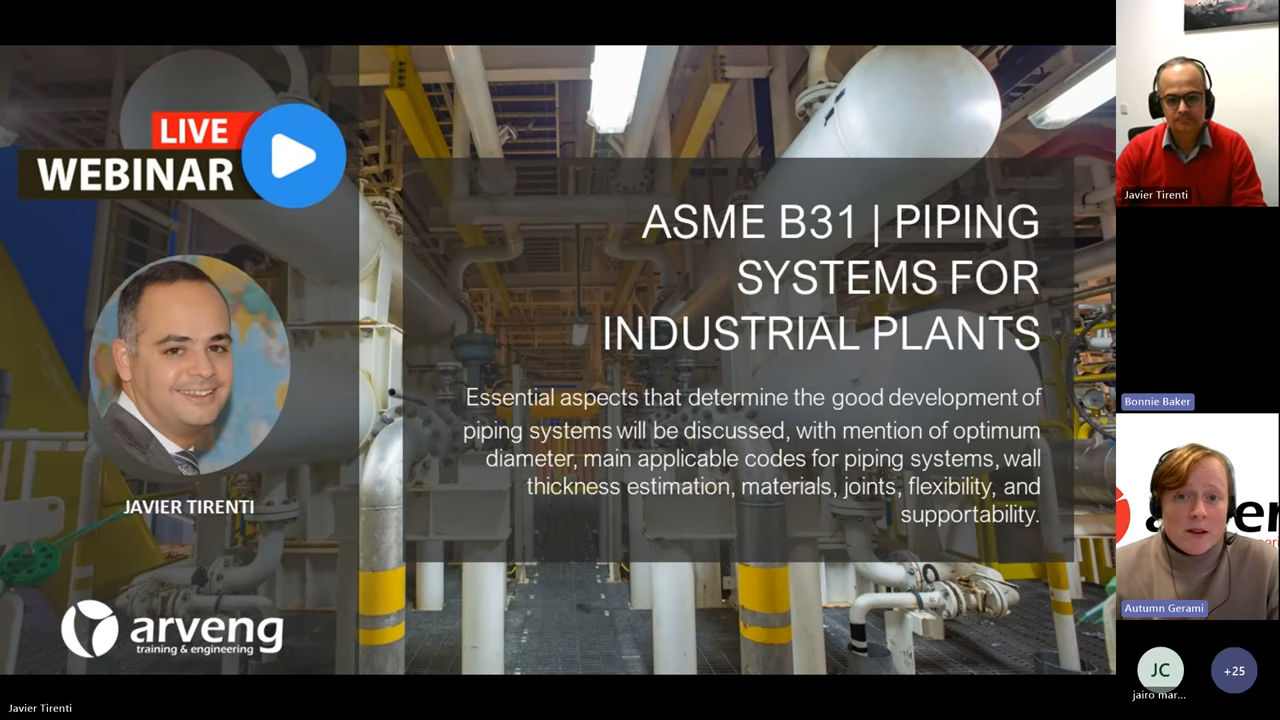 LIVE
WEBINAR
ASME B31 | PIPING
SYSTEMS FOR
INDUSTRIAL PLANTS
Essential aspects that determine the good development of
piping systems will be discussed, with mention of optimum
diameter, main applicable codes for piping systems, wall
thickness estimation, materials, joints, flexibility, and
supportability.
JAVIER TIRENTI
arveng
training & engineering
Javier Tirenti
Javier Tirenti
Bonnie Baker
Autumn Gerami
JC
+25
jairo mar...